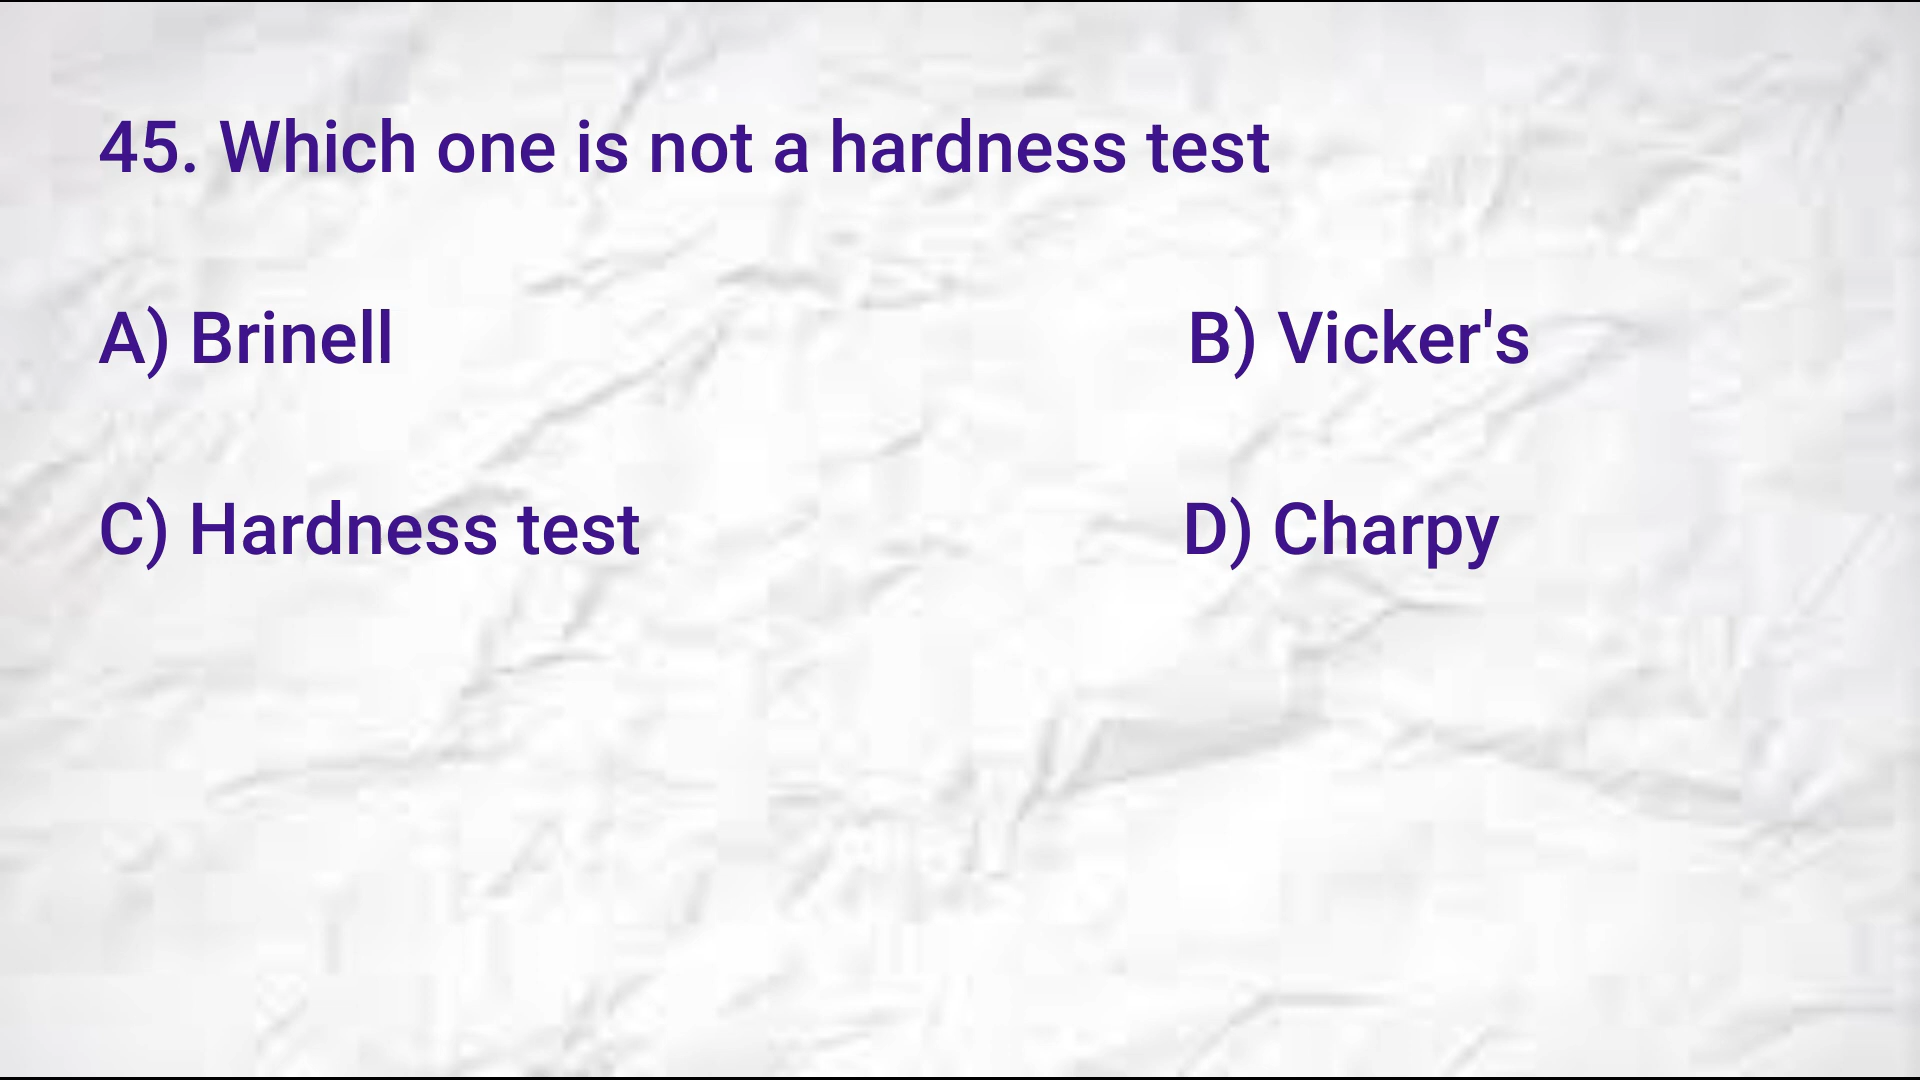 45. Which one is not a hardness test
A) Brinell
B) Vicker's
C) Hardness test
D) Charpy